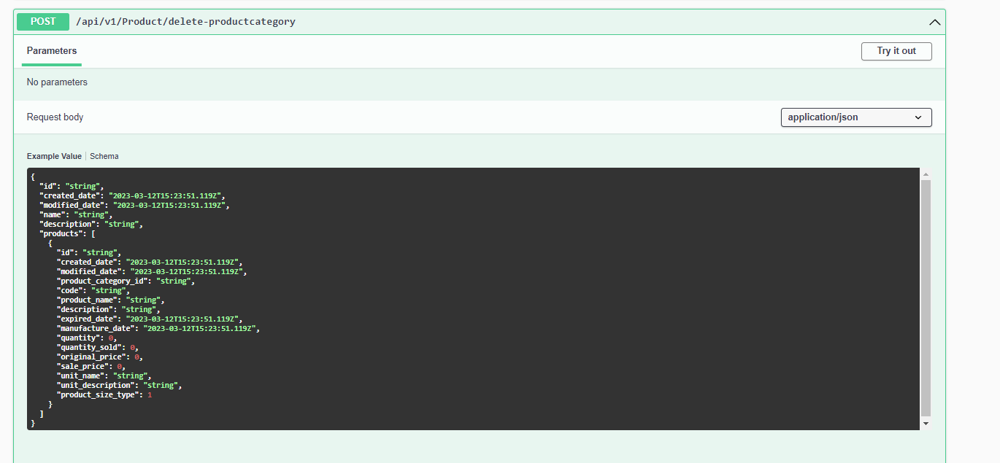 POST /api/v1/Product/delete-productcategory
Parameters
Try it out
No parameters
Request body
application/json
Example Value | Schema
{
  "id": "string",
  "created_date": "2023-03-12T15:23:51.119Z",
  "modified_date": "2023-03-12T15:23:51.119Z",
  "name": "string",
  "description": "string",
  "products": [
    {
      "id": "string",
      "created_date": "2023-03-12T15:23:51.119Z",
      "modified_date": "2023-03-12T15:23:51.119Z",
      "product_category_id": "string",
      "code": "string",
      "product_name": "string",
      "description": "string",
      "expired_date": "2023-03-12T15:23:51.119Z",
      "manufacture_date": "2023-03-12T15:23:51.119Z",
      "quantity": 0,
      "quantity_sold": 0,
      "original_price": 0,
      "sale_price": 0,
      "unit_name": "string",
      "unit_description": "string",
      "product_size_type": 1
    }
  ]
}